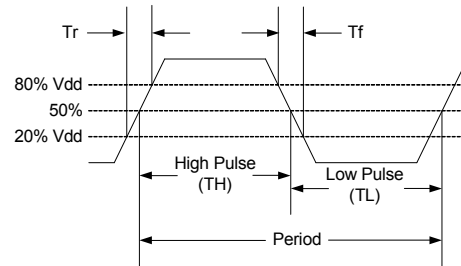 Tr
Tf
80% Vdd
50%
20% Vdd
High Pulse
(TH)
Low Pulse
(TL)
Period